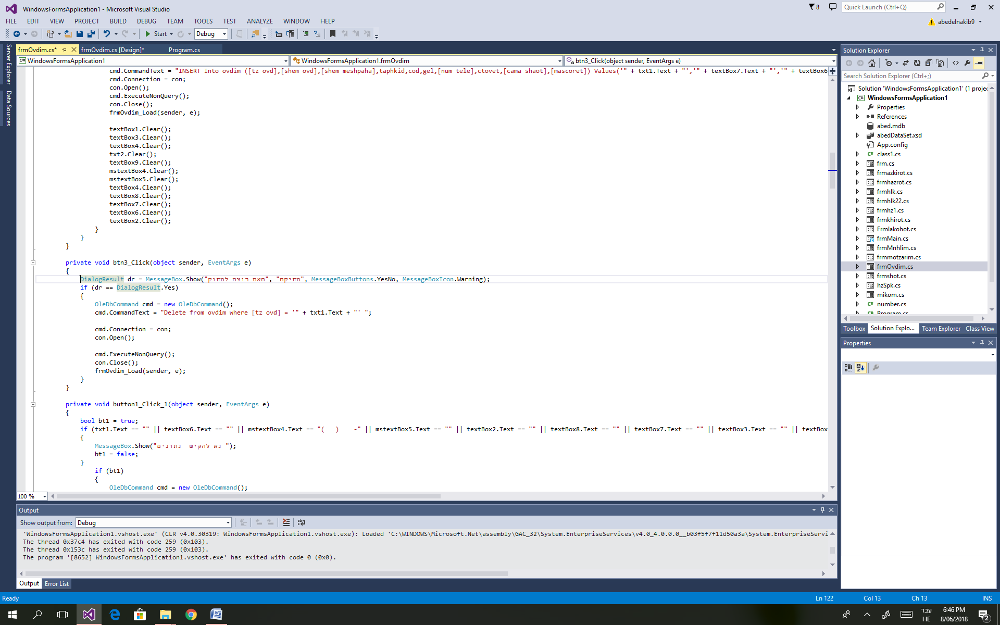 WindowsFormsApplication1 - Microsoft Visual Studio
8
Quick Launch (Ctrl+Q)
FILE EDIT VIEW PROJECT BUILD DEBUG TEAM TOOLS TEST ANALYZE WINDOW HELP
abedelnakib9
Start Debug
Server Explorer
Data Sources
frmOvdim.cs* frmOvdim.cs [Design]* Program.cs
WindowsFormsApplication1 WindowsFormsApplication1.frmOvdim btn3_Click(object sender, EventArgs e)
cmd.CommandText = "INSERT Into ovdim ([tz ovd],[shem ovd],[shem meshpaha],taphkid,cod,gel,[num tele],ctovet,[cama shaot],[mascoret]) Values('" + txt1.Text + "','" + textBox7.Text + "','" + textBox6
cmd.Connection = con;
con.Open();
cmd.ExecuteNonQuery();
con.Close();
frmOvdim_Load(sender, e);
textBox1.Clear();
textBox3.Clear();
textBox4.Clear();
txt2.Clear();
textBox9.Clear();
mstextBox4.Clear();
mstextBox5.Clear();
textBox4.Clear();
textBox8.Clear();
textBox7.Clear();
textBox6.Clear();
textBox2.Clear();
}
}
}
private void btn3_Click(object sender, EventArgs e)
{
DialogResult dr = MessageBox.Show("האם רוצה למחוק", "מחיקה", MessageBoxButtons.YesNo, MessageBoxIcon.Warning);
if (dr == DialogResult.Yes)
{
OleDbCommand cmd = new OleDbCommand();
cmd.CommandText = "Delete from ovdim where [tz ovd] = '" + txt1.Text + "' ";
cmd.Connection = con;
con.Open();
cmd.ExecuteNonQuery();
con.Close();
frmOvdim_Load(sender, e);
}
}
private void button1_Click_1(object sender, EventArgs e)
{
bool bt1 = true;
if (txt1.Text == "" || textBox6.Text == "" || mstextBox4.Text == "(   )    -" || mstextBox5.Text == "" || textBox2.Text == "" || textBox8.Text == "" || textBox7.Text == "" || textBox3.Text == "" || textBox
{
MessageBox.Show("נא להקיש  נתונים ");
bt1 = false;
}
if (bt1)
{
OleDbCommand cmd = new OleDbCommand();
100 %
Output
Show output from: Debug
'WindowsFormsApplication1.vshost.exe' (CLR v4.0.30319: WindowsFormsApplication1.vshost.exe): Loaded 'C:\WINDOWS\Microsoft.Net\assembly\GAC_32\System.EnterpriseServices\v4.0_4.0.0.0__b03f5f7f11d50a3a\System.EnterpriseServi
The thread 0x37c4 has exited with code 259 (0x103).
The thread 0x153c has exited with code 259 (0x103).
The program '[8652] WindowsFormsApplication1.vshost.exe' has exited with code 0 (0x0).
Output Error List
Solution Explorer
Search Solution Explorer (Ctrl+;)
Solution 'WindowsFormsApplication1' (1 projec
WindowsFormsApplication1
Properties
References
abed.mdb
abedDataSet.xsd
App.config
class1.cs
frm.cs
frmazkirot.cs
frmhazrot.cs
frmhlk.cs
frmhlk22.cs
frmhz1.cs
frmkhirot.cs
Frmlakohot.cs
frmMain.cs
frmMnhlim.cs
frmmotzarim.cs
frmOvdim.cs
frmshot.cs
hzSpk.cs
mikom.cs
number.cs
Program.cs
Toolbox Solution Explo... Team Explorer Class View
Properties
Ready Ln 122 Col 13 Ch 13 INS
עבר
HE
6:46 PM
8/06/2018
2